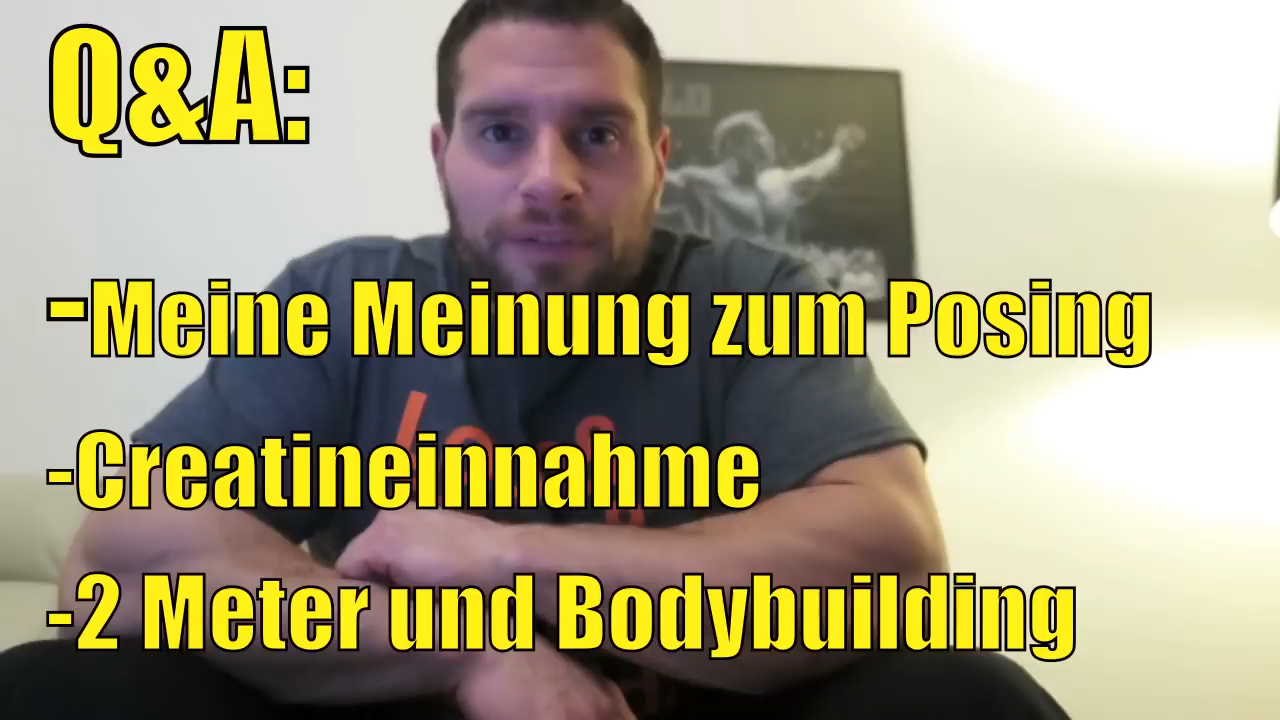 Q&A:
-Meine Meinung zum Posing
-Creatineinnahme
-2 Meter und Bodybuilding